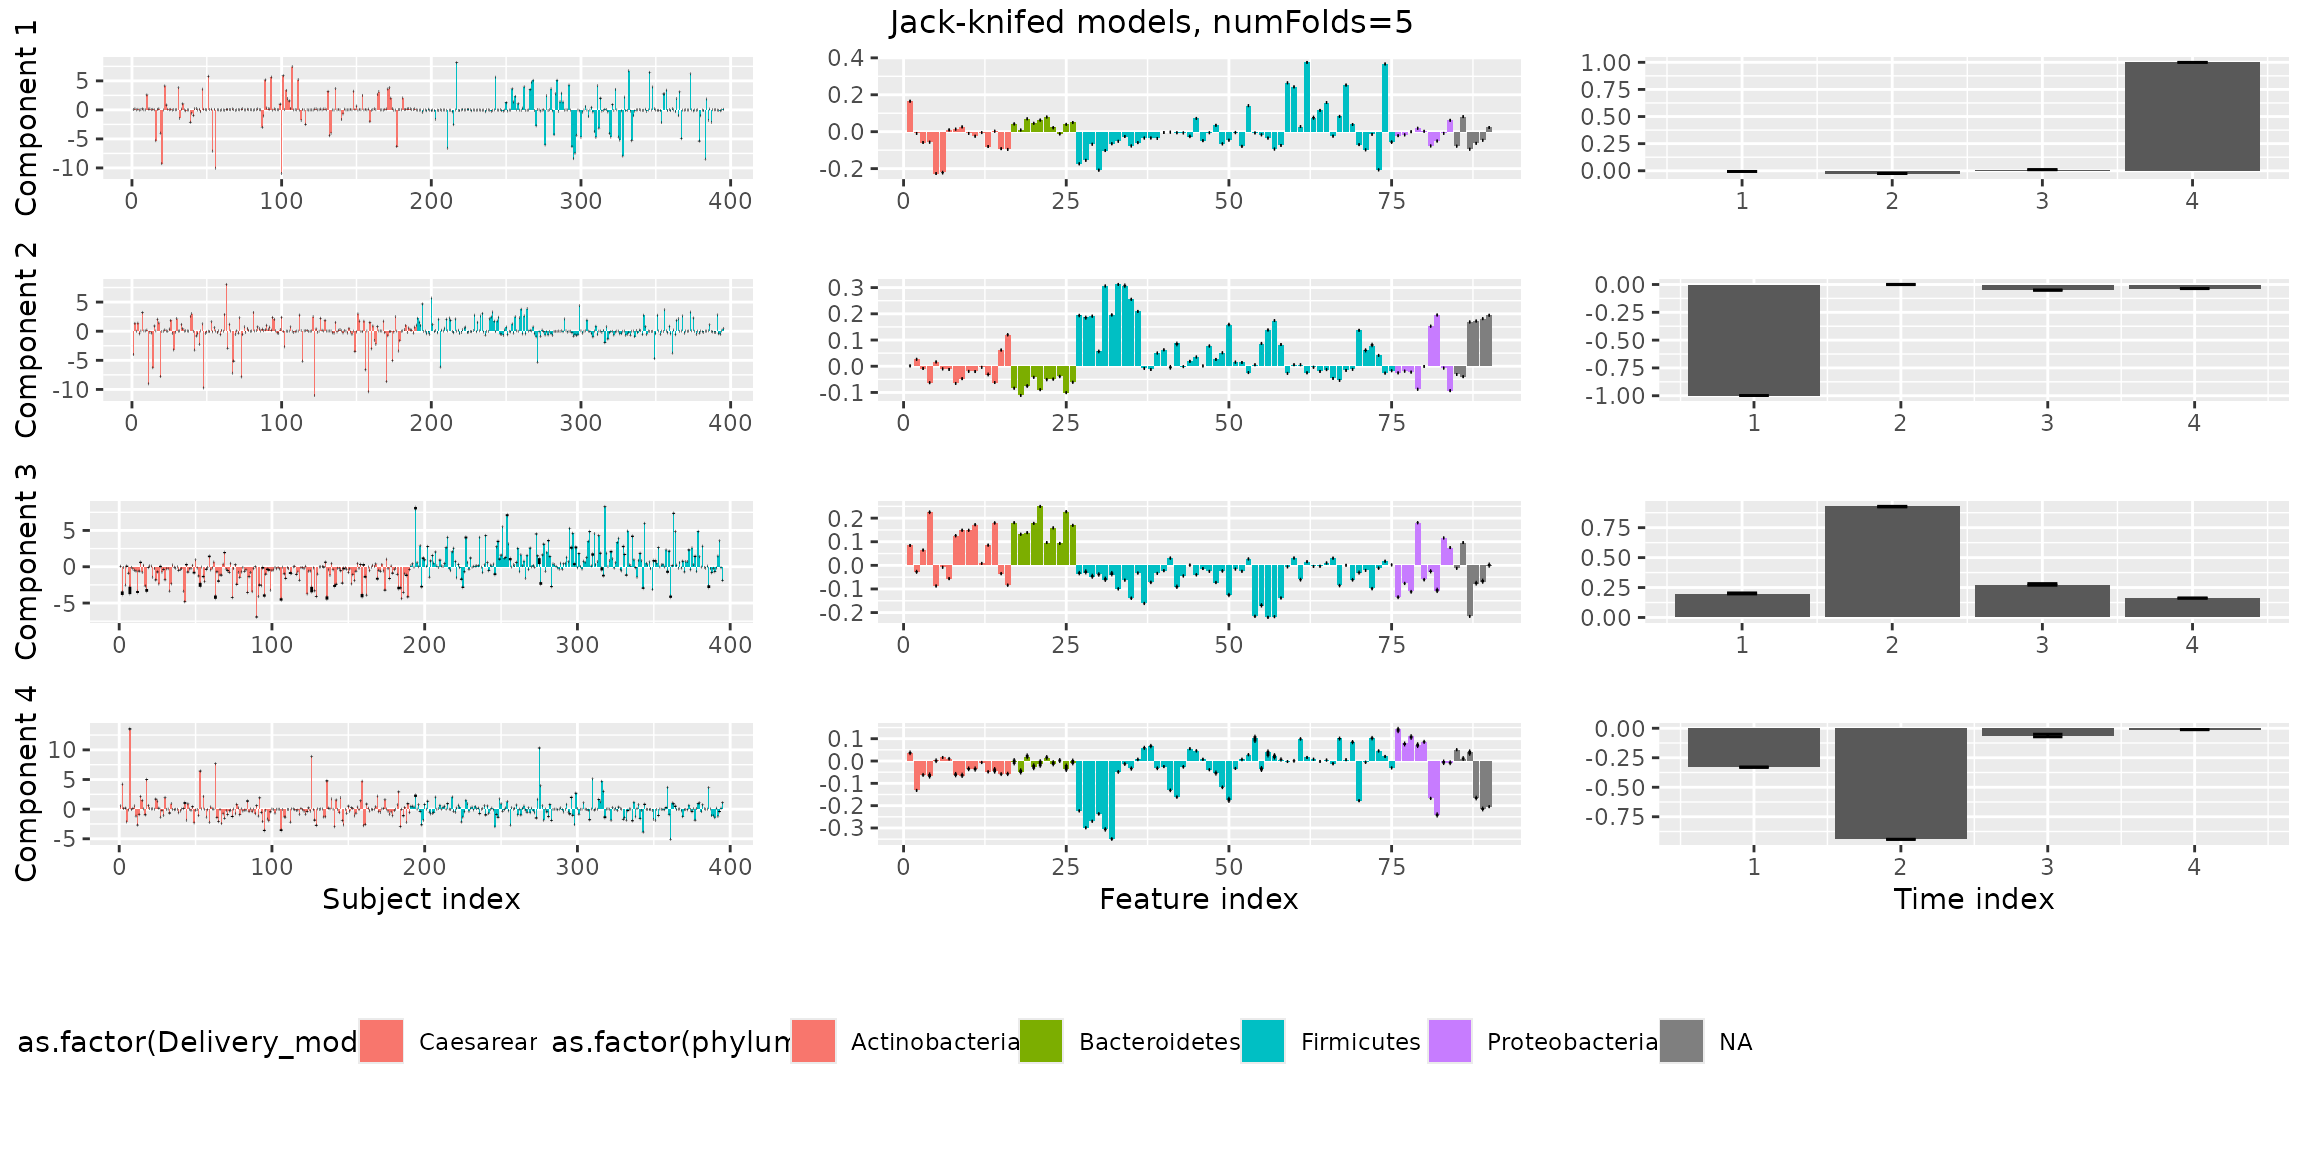 Jack-knifed models, numFolds=5
Component 1
5
0
-5
-10
0 100 200 300 400
0.4
0.2
0.0
-0.2
0 25 50 75
1.00
0.75
0.50
0.25
0.00
1 2 3 4
Component 2
5
0
-5
-10
0 100 200 300 400
0.3
0.2
0.1
0.0
-0.1
0 25 50 75
0.00
-0.25
-0.50
-0.75
-1.00
1 2 3 4
Component 3
5
0
-5
0 100 200 300 400
0.2
0.1
0.0
-0.1
-0.2
0 25 50 75
0.75
0.50
0.25
0.00
1 2 3 4
Component 4
10
5
0
-5
0 100 200 300 400
0.1
0.0
-0.1
-0.2
-0.3
0 25 50 75
0.00
-0.25
-0.50
-0.75
1 2 3 4
Subject index Feature index Time index
as.factor(Delivery_mod Caesarear as.factor(phylum Actinobacteria Bacteroidetes Firmicutes Proteobacteria NA